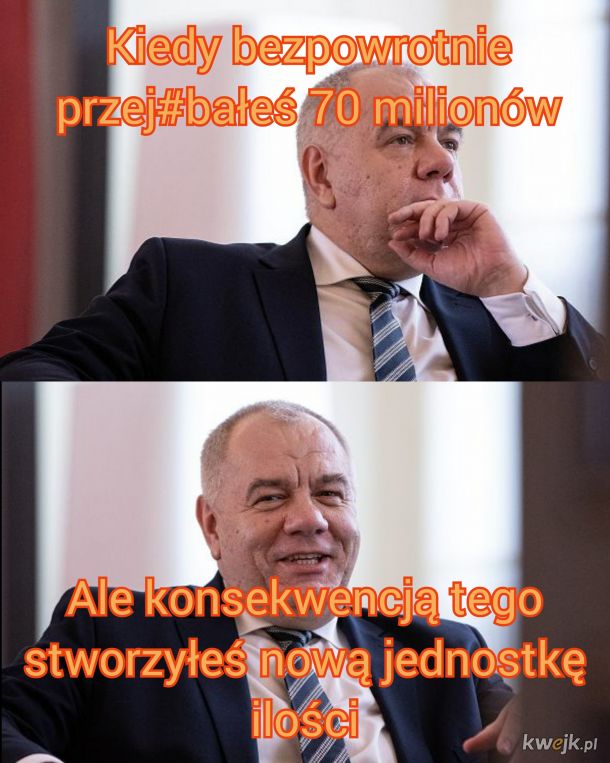 Kiedy bezpowrotnie
przej#bałeś 70 milionów
Ale konsekwencją tego
stworzyłeś nową jednostkę
ilości
kwejk.pl